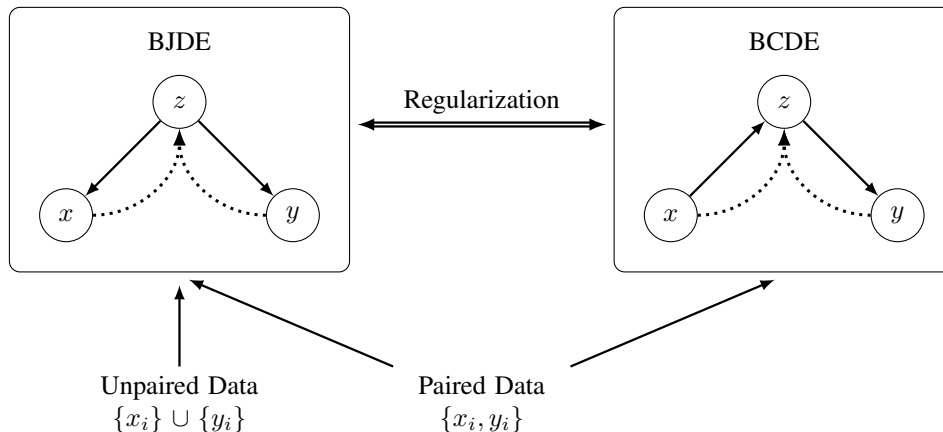 BJDE
BCDE
z
z
Regularization
x
y
x
y
Unpaired Data
Paired Data
{x_i} ∪ {y_i}
{x_i, y_i}